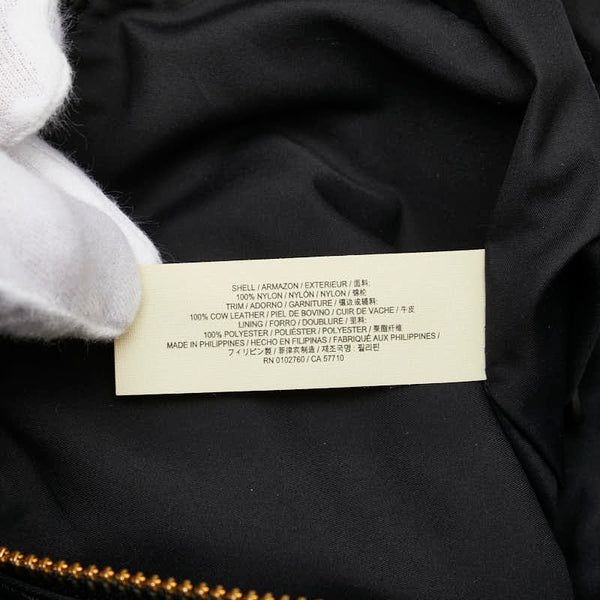 SHELL / ARMAZON / EXTERIEUR / 面料:
100% NYLON / NYLÓN / NYLON / 锦纶
TRIM / ADORNO / GARNITURE / 镶边或辅料:
100% COW LEATHER / PIEL DE BOVINO / CUIR DE VACHE / 牛皮
LINING / FORRO / DOUBLURE / 里料:
100% POLYESTER / POLIÉSTER / POLYESTER / 聚酯纤维
MADE IN PHILIPPINES / HECHO EN FILIPINAS / FABRIQUÉ AUX PHILIPPINES /
フィリピン製 / 菲律宾制造 / 제조국명 : 필리핀
RN 0102760 / CA 57710